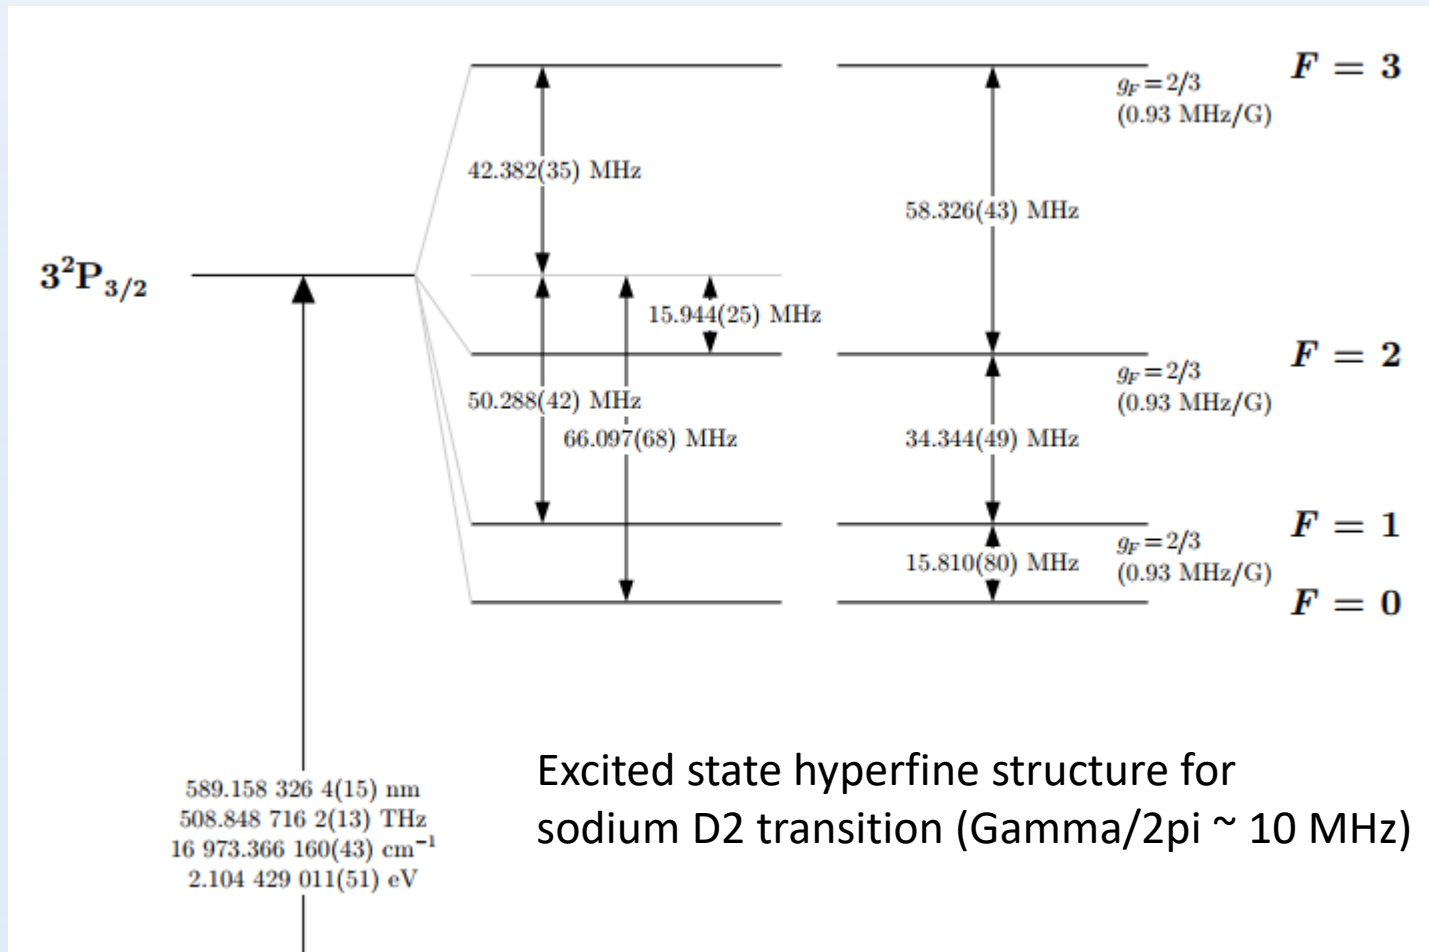 F = 3
g_F = 2/3
(0.93 MHz/G)
42.382(35) MHz
58.326(43) MHz
3²P₃/₂
15.944(25) MHz
F = 2
g_F = 2/3
(0.93 MHz/G)
50.288(42) MHz
66.097(68) MHz
34.344(49) MHz
F = 1
g_F = 2/3
(0.93 MHz/G)
15.810(80) MHz
F = 0
589.158 326 4(15) nm
508.848 716 2(13) THz
16 973.366 160(43) cm⁻¹
2.104 429 011(51) eV
Excited state hyperfine structure for
sodium D2 transition (Gamma/2pi ~ 10 MHz)